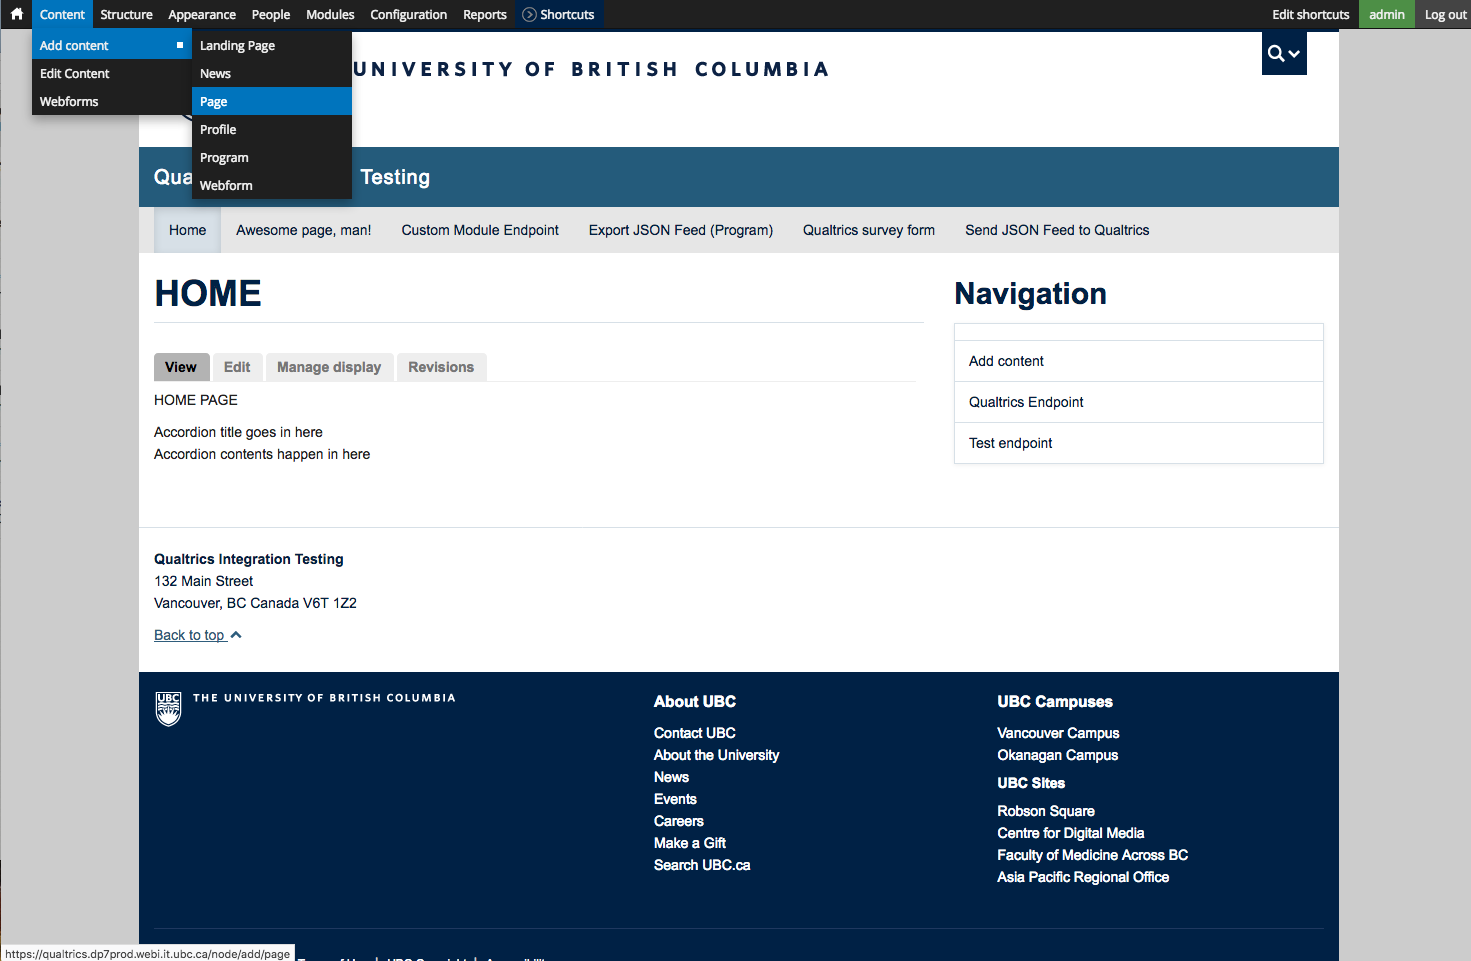 Content Structure Appearance People Modules Configuration Reports Shortcuts Edit shortcuts admin Log out
Add content
Edit Content
Webforms
Landing Page
News
Page
Profile
Program
Webform
UNIVERSITY OF BRITISH COLUMBIA
Testing
Home Awesome page, man! Custom Module Endpoint Export JSON Feed (Program) Qualtrics survey form Send JSON Feed to Qualtrics
HOME
View Edit Manage display Revisions
HOME PAGE
Accordion title goes in here
Accordion contents happen in here
Navigation
Add content
Qualtrics Endpoint
Test endpoint
Qualtrics Integration Testing
132 Main Street
Vancouver, BC Canada V6T 1Z2
Back to top
UBC
THE UNIVERSITY OF BRITISH COLUMBIA
About UBC
Contact UBC
About the University
News
Events
Careers
Make a Gift
Search UBC.ca
UBC Campuses
Vancouver Campus
Okanagan Campus
UBC Sites
Robson Square
Centre for Digital Media
Faculty of Medicine Across BC
Asia Pacific Regional Office
https://qualtrics.dp7prod.webi.it.ubc.ca/node/add/page